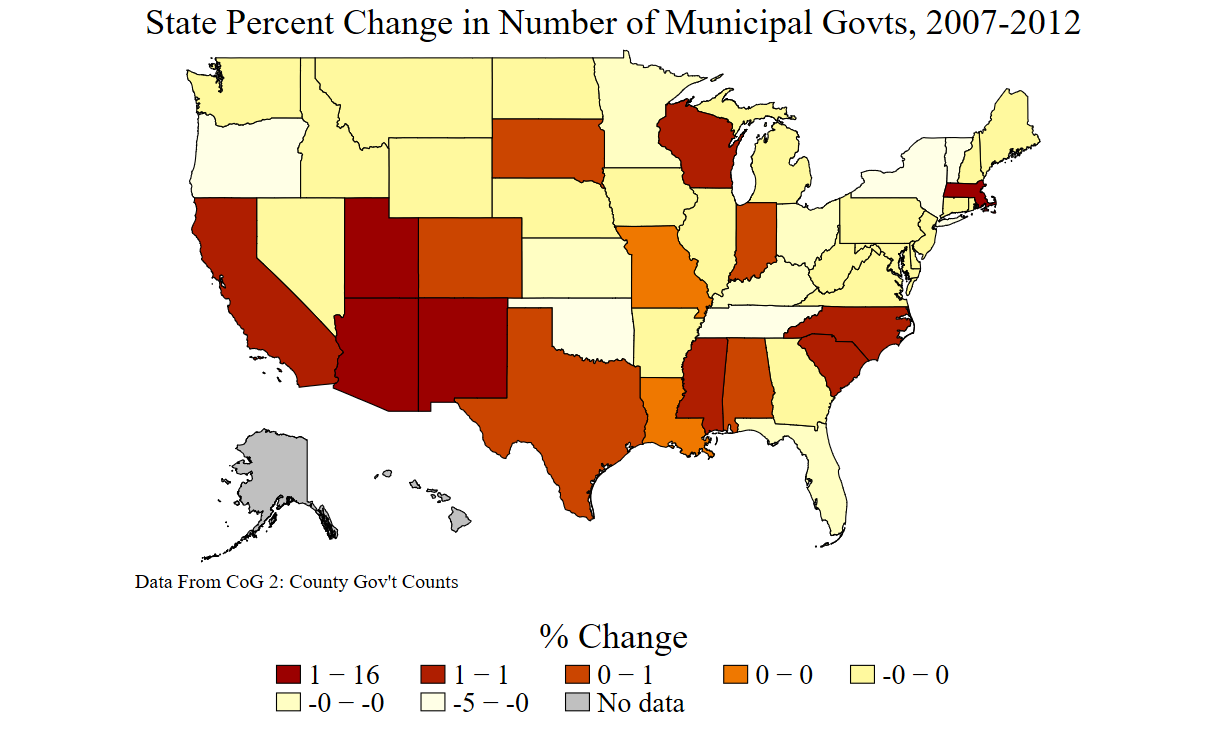 State Percent Change in Number of Municipal Govts, 2007-2012
Data From CoG 2: County Gov't Counts
% Change
1 − 16 1 − 1 0 − 1 0 − 0 -0 − 0
-0 − -0 -5 − -0 No data